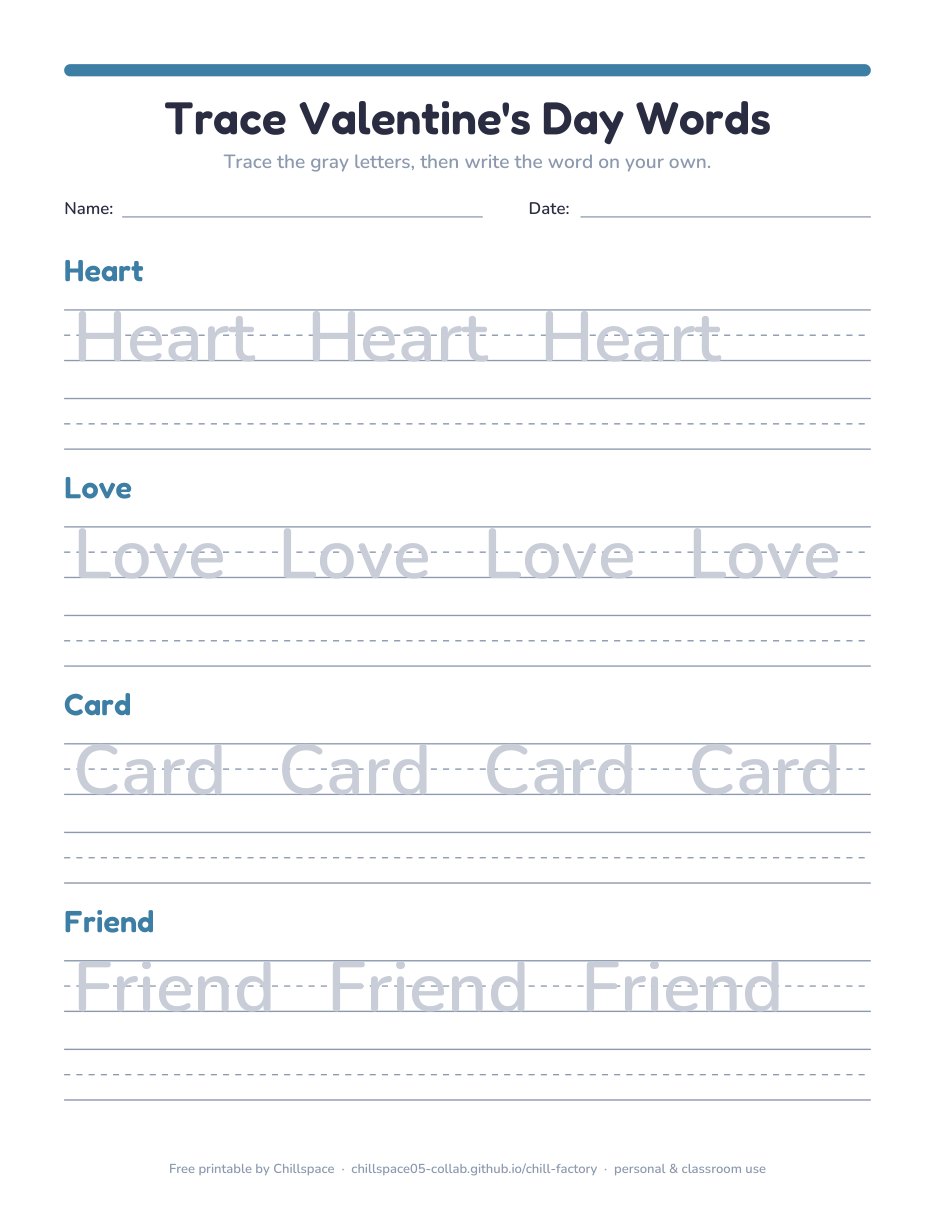 Trace Valentine's Day Words
Trace the gray letters, then write the word on your own.
Name: Date:
Heart
Heart Heart Heart
Love
Love Love Love Love
Card
Card Card Card Card
Friend
Friend Friend Friend
Free printable by Chillspace · chillspace05-collab.github.io/chill-factory · personal & classroom use